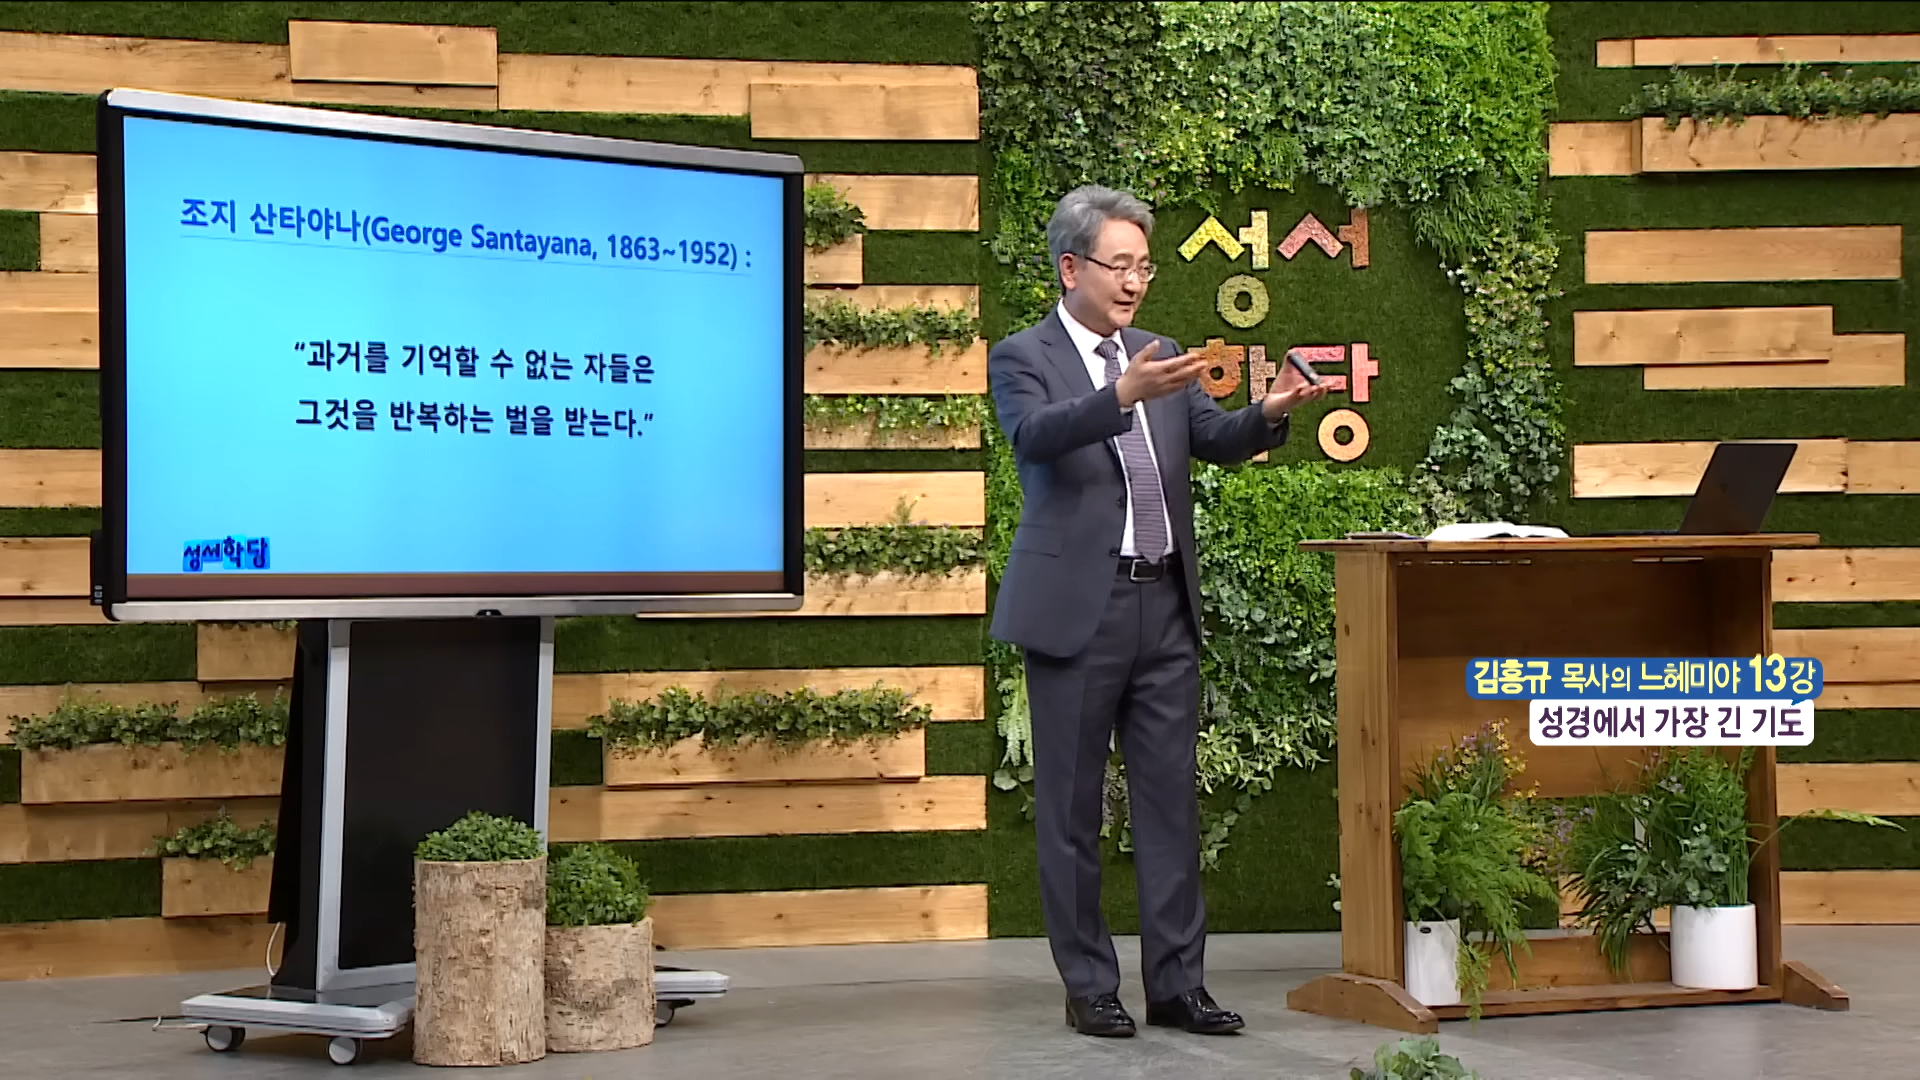 조지 산타야나(George Santayana, 1863~1952) :
“과거를 기억할 수 없는 자들은
그것을 반복하는 벌을 받는다.”
성서학당
성서
학당
김흥규 목사의 느헤미야 13강
성경에서 가장 긴 기도